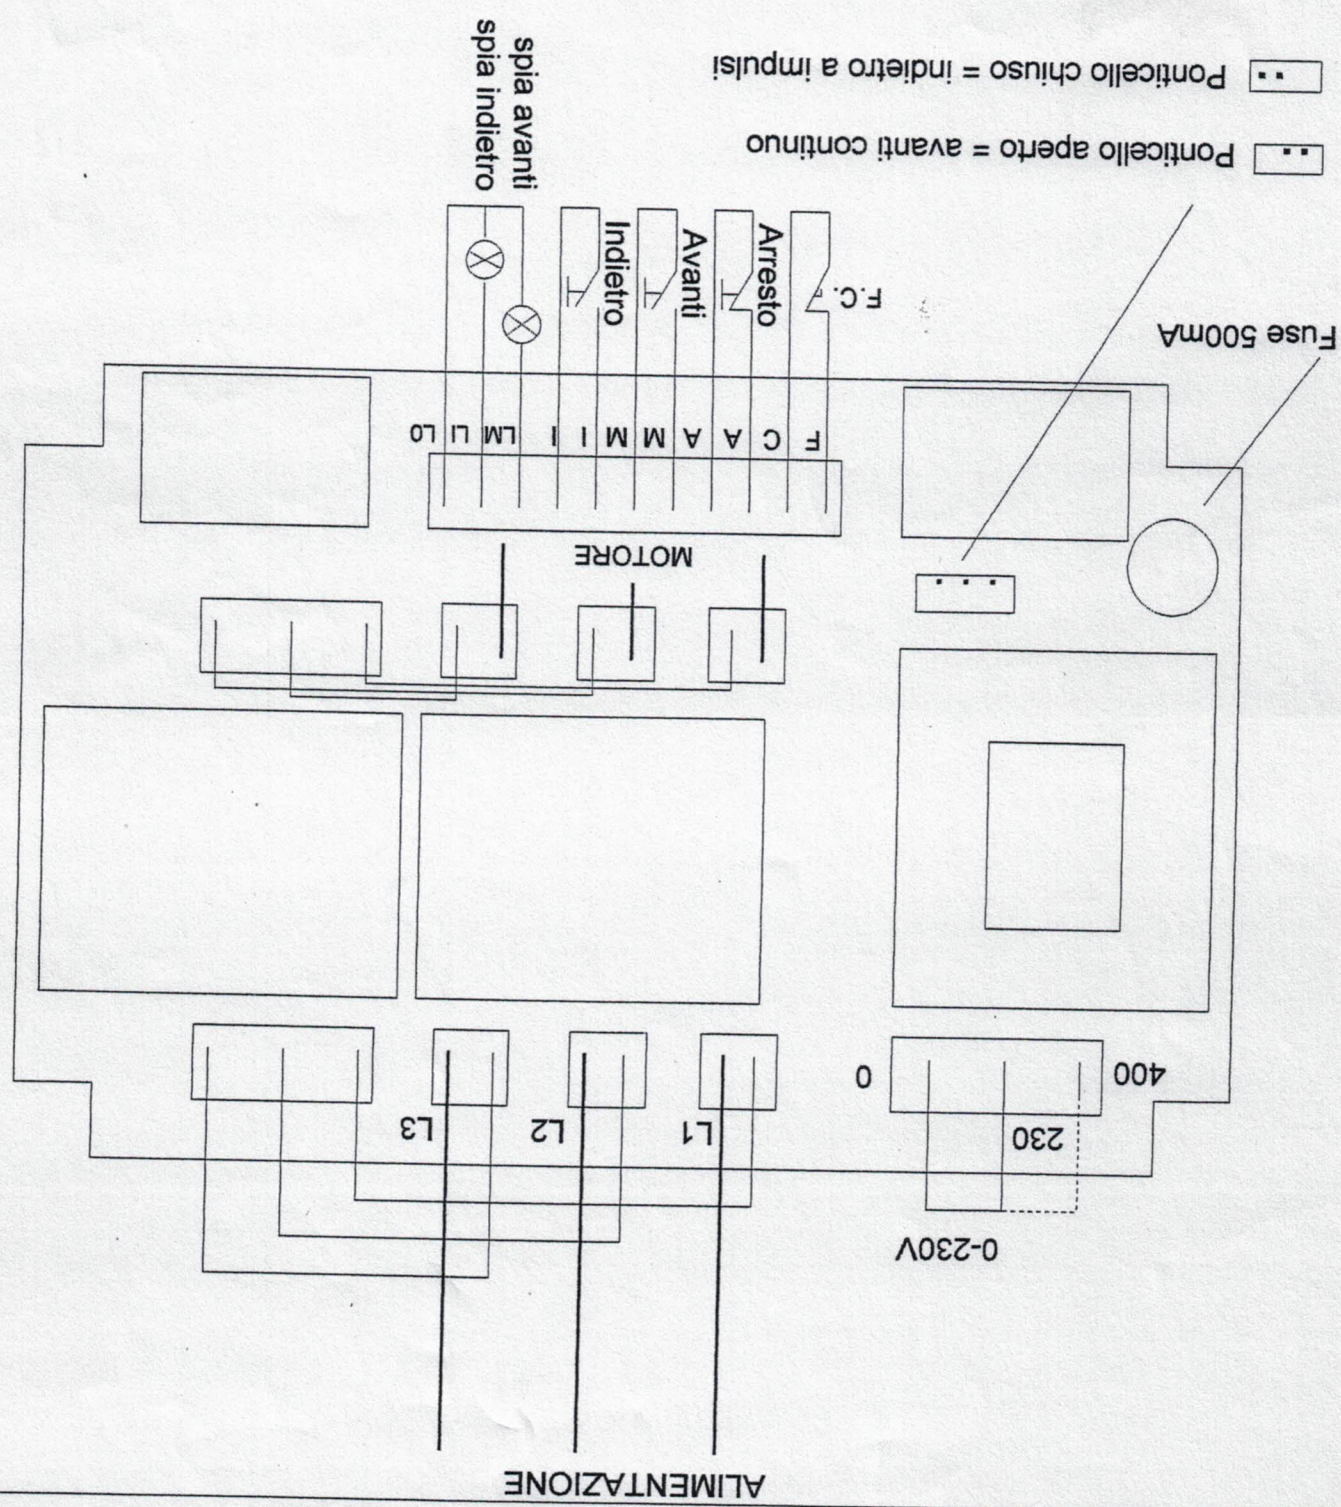 ALIMENTAZIONE
0-230V
230
L1
L2
L3
400
0
MOTORE
F C A A M M I I LM LI L0
Fuse 500mA
F.C.
Arresto
Avanti
Indietro
Ponticello aperto = avanti continuo
Ponticello chiuso = indietro a impulsi
spia avanti
spia indietro